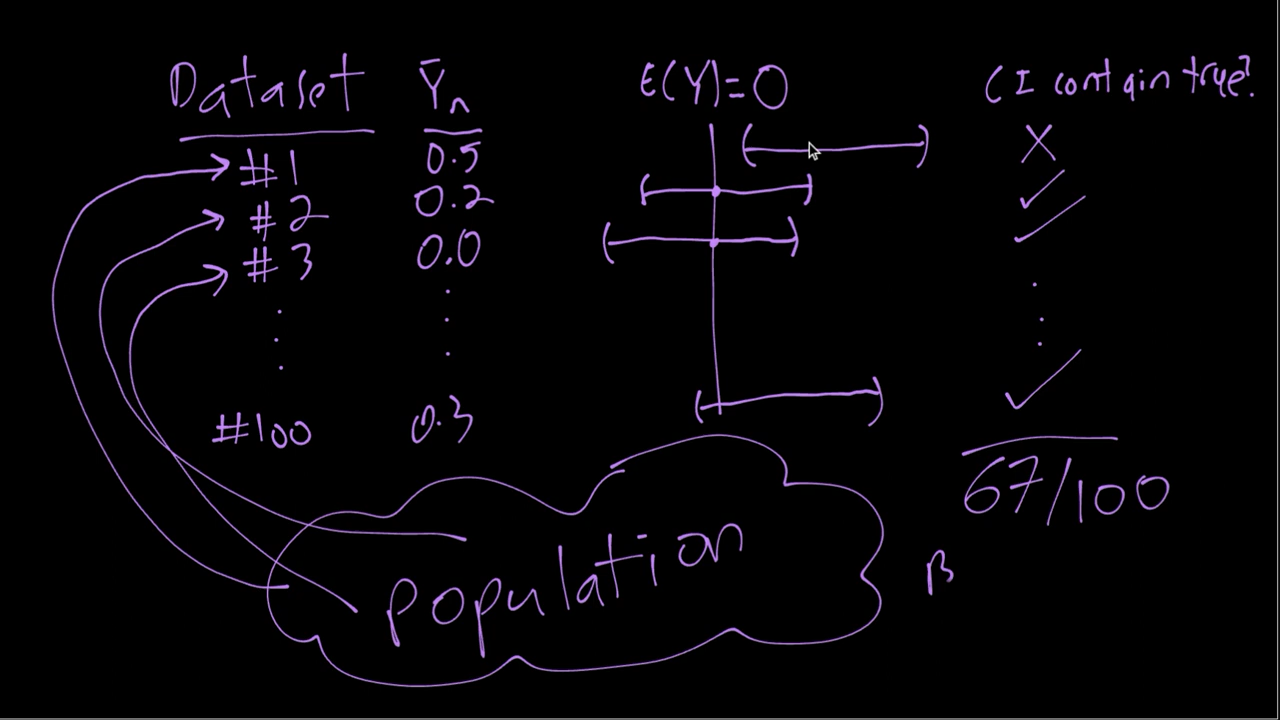 Dataset Ȳn E(Y)=0 CI contain true?
#1 0.5 X
#2 0.2 ✓
#3 0.0 ✓
#100 0.3 ✓
67/100
population
β